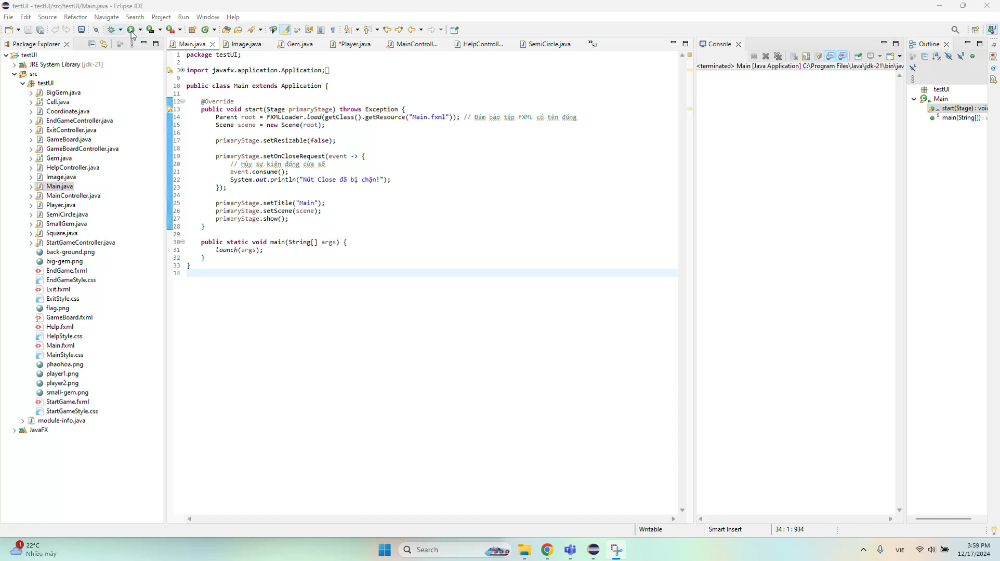 testUI - testUI/src/testUI/Main.java - Eclipse IDE
File Edit Source Refactor Navigate Search Project Run Window Help
Package Explorer
testUI
JRE System Library [jdk-21]
src
testUI
BigGem.java
Cell.java
Coordinate.java
EndGameController.java
ExitController.java
GameBoard.java
GameBoardController.java
Gem.java
HelpController.java
Image.java
Main.java
MainController.java
Player.java
SemiCircle.java
SmallGem.java
Square.java
StartGameController.java
back-ground.png
big-gem.png
EndGame.fxml
EndGameStyle.css
Exit.fxml
ExitStyle.css
flag.png
GameBoard.fxml
Help.fxml
HelpStyle.css
Main.fxml
MainStyle.css
phaohoa.png
player1.png
player2.png
small-gem.png
StartGame.fxml
StartGameStyle.css
module-info.java
JavaFX
Main.java Image.java Gem.java *Player.java MainControll... HelpControll... SemiCircle.java »57
1 package testUI;
2
3 import javafx.application.Application;
9
10 public class Main extends Application {
11
12 @Override
13 public void start(Stage primaryStage) throws Exception {
14 Parent root = FXMLLoader.load(getClass().getResource("Main.fxml")); // Đảm bảo tệp FXML có tên đúng
15 Scene scene = new Scene(root);
16
17 primaryStage.setResizable(false);
18
19 primaryStage.setOnCloseRequest(event -> {
20 // Hủy sự kiện đóng cửa sổ
21 event.consume();
22 System.out.println("Nút Close đã bị chặn!");
23 });
24
25 primaryStage.setTitle("Main");
26 primaryStage.setScene(scene);
27 primaryStage.show();
28 }
29
30 public static void main(String[] args) {
31 launch(args);
32 }
33 }
34
Console
<terminated> Main [Java Application] C:\Program Files\Java\jdk-21\bin\jav
Outline
testUI
Main
start(Stage) : voi
main(String[]) : v
Writable Smart Insert 34 : 1 : 934
1
22°C
Nhiều mây
Search
VIE
3:59 PM
12/17/2024